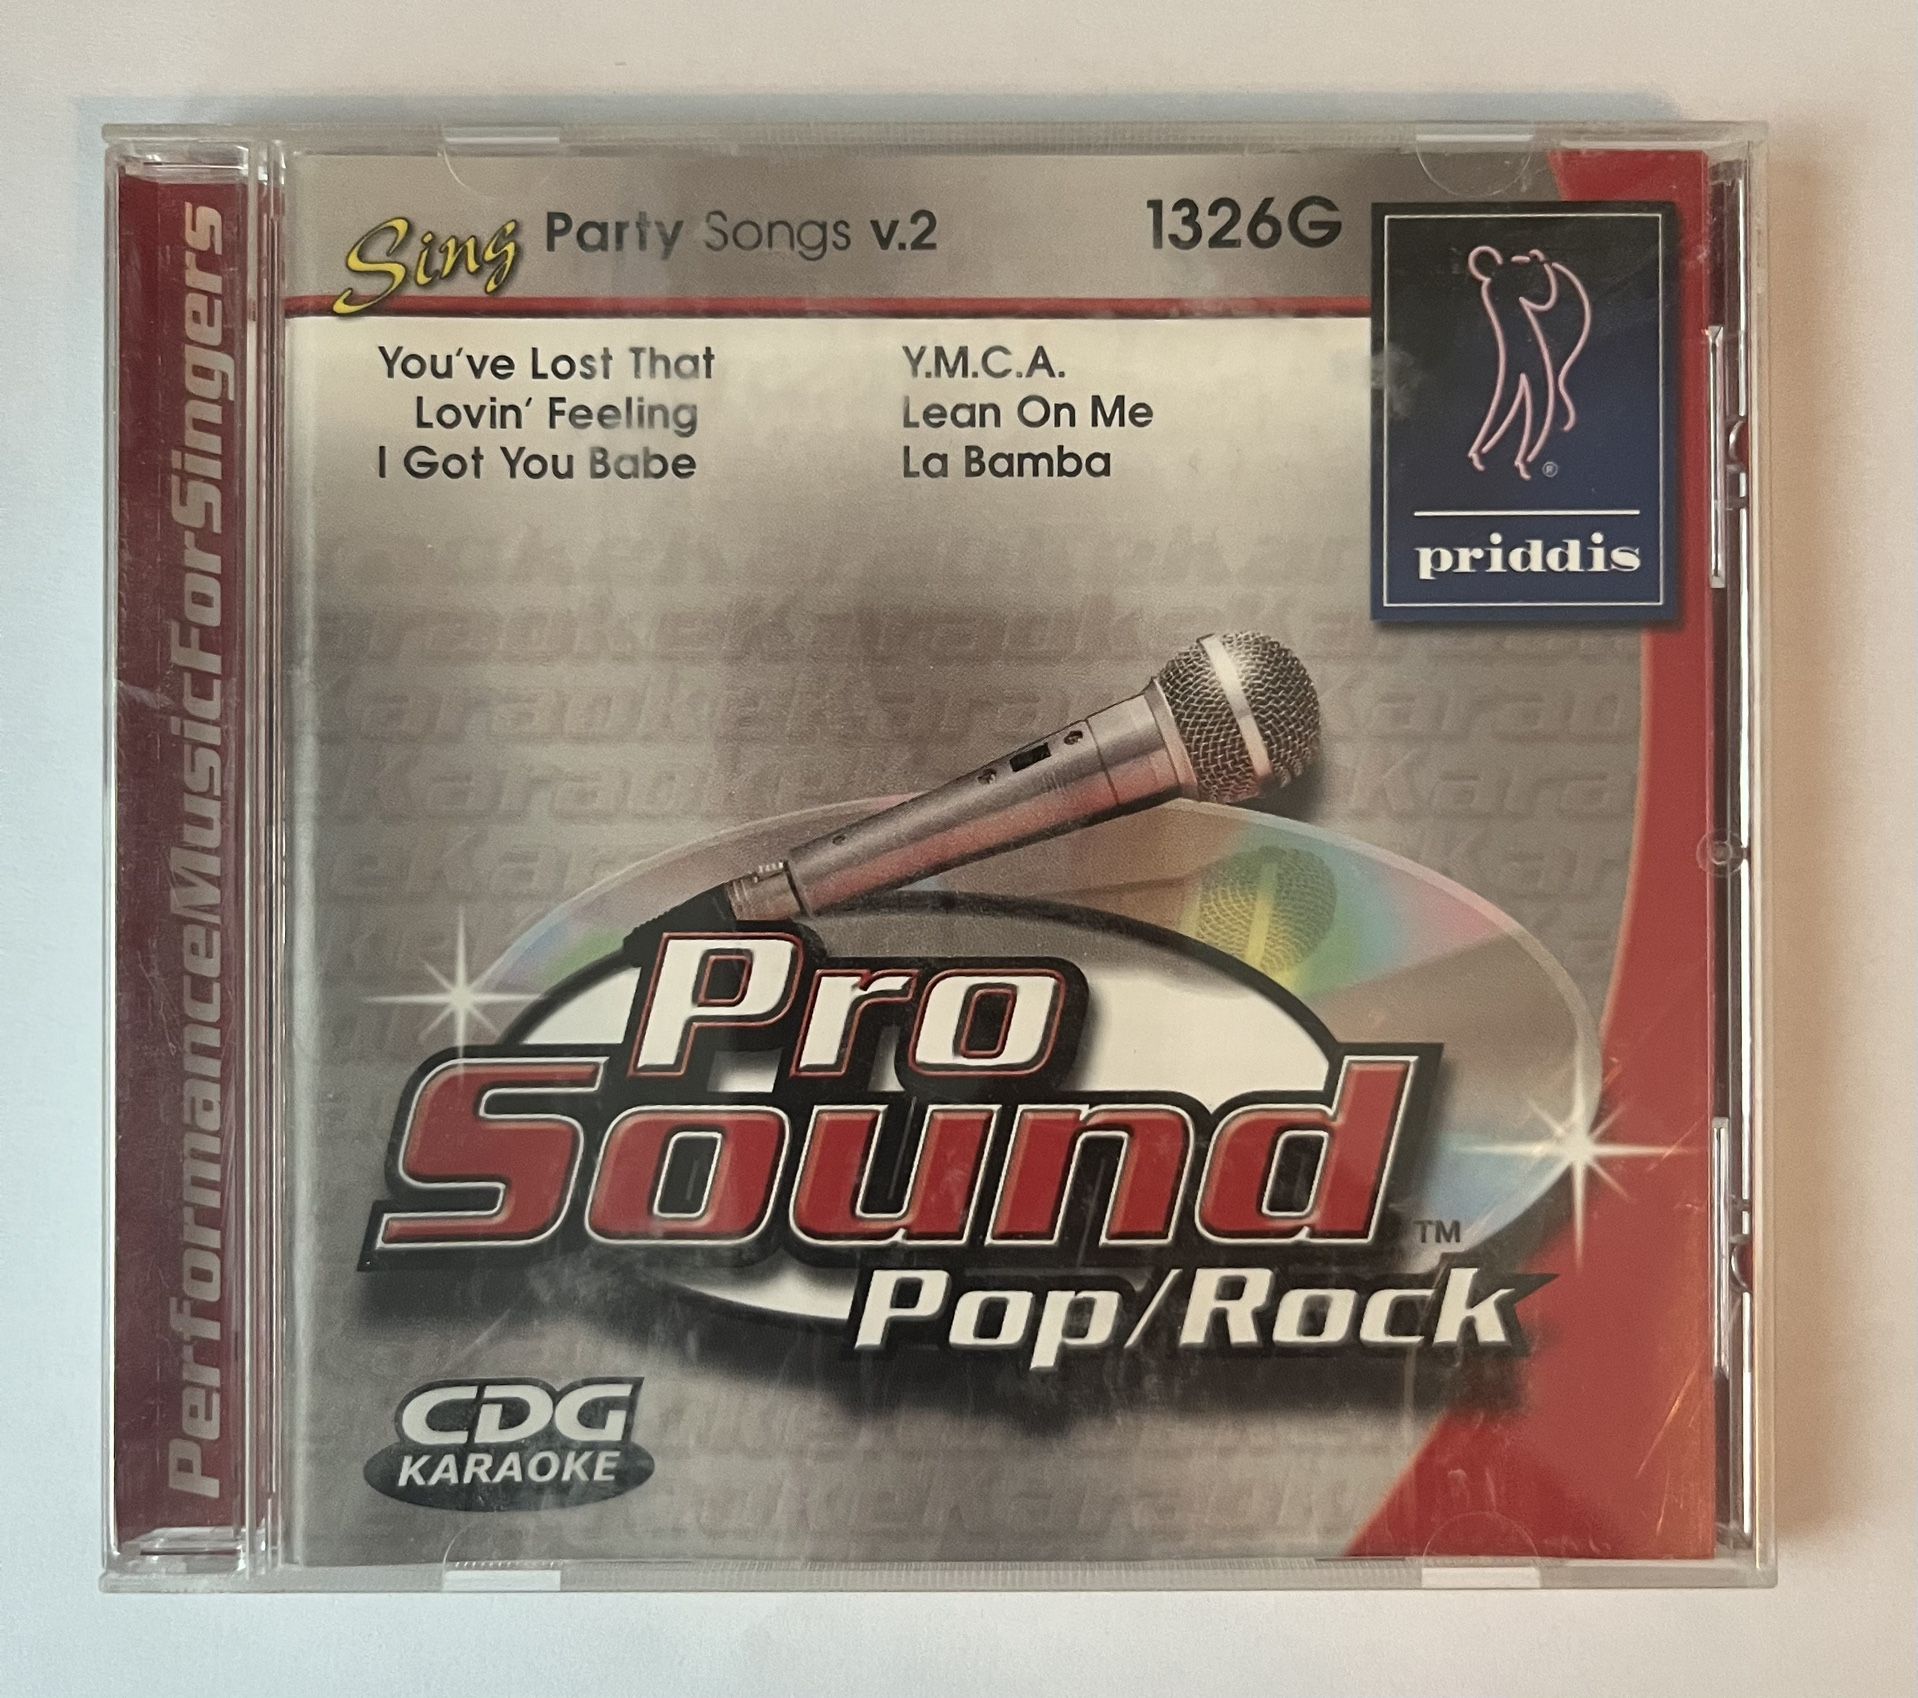 PerformanceMusicForSingers
Sing Party Songs v.2
1326G
You've Lost That
Lovin' Feeling
I Got You Babe
Y.M.C.A.
Lean On Me
La Bamba
®
priddis
Karaoke
Pro
Sound
TM
Pop/Rock
CDG
KARAOKE